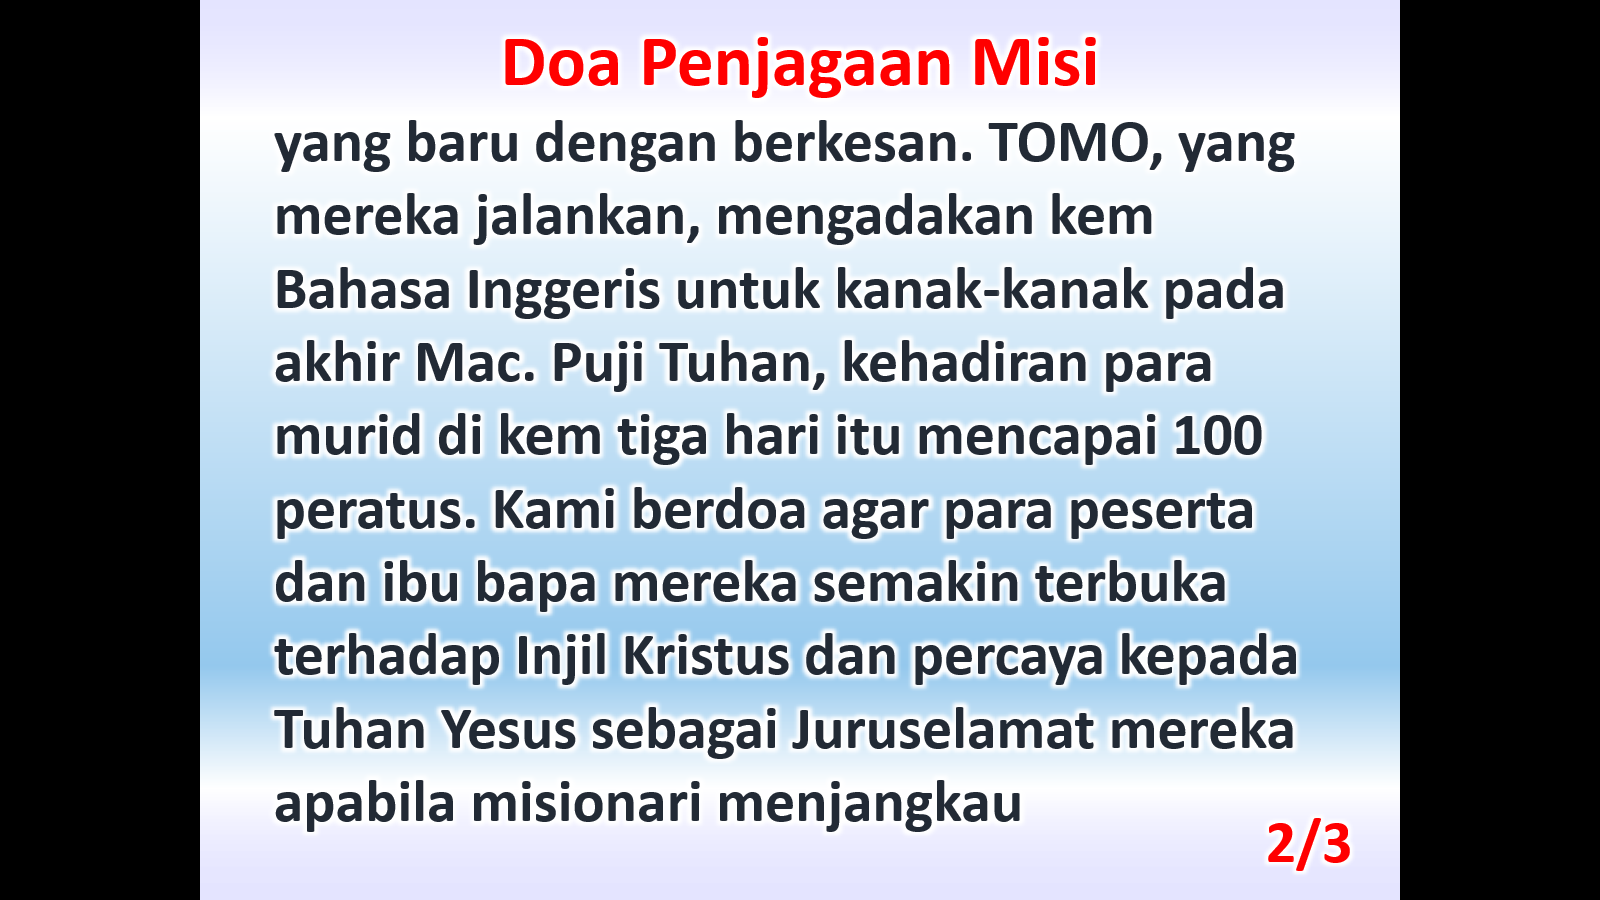 Doa Penjagaan Misi
yang baru dengan berkesan. TOMO, yang
mereka jalankan, mengadakan kem
Bahasa Inggeris untuk kanak-kanak pada
akhir Mac. Puji Tuhan, kehadiran para
murid di kem tiga hari itu mencapai 100
peratus. Kami berdoa agar para peserta
dan ibu bapa mereka semakin terbuka
terhadap Injil Kristus dan percaya kepada
Tuhan Yesus sebagai Juruselamat mereka
apabila misionari menjangkau
2/3